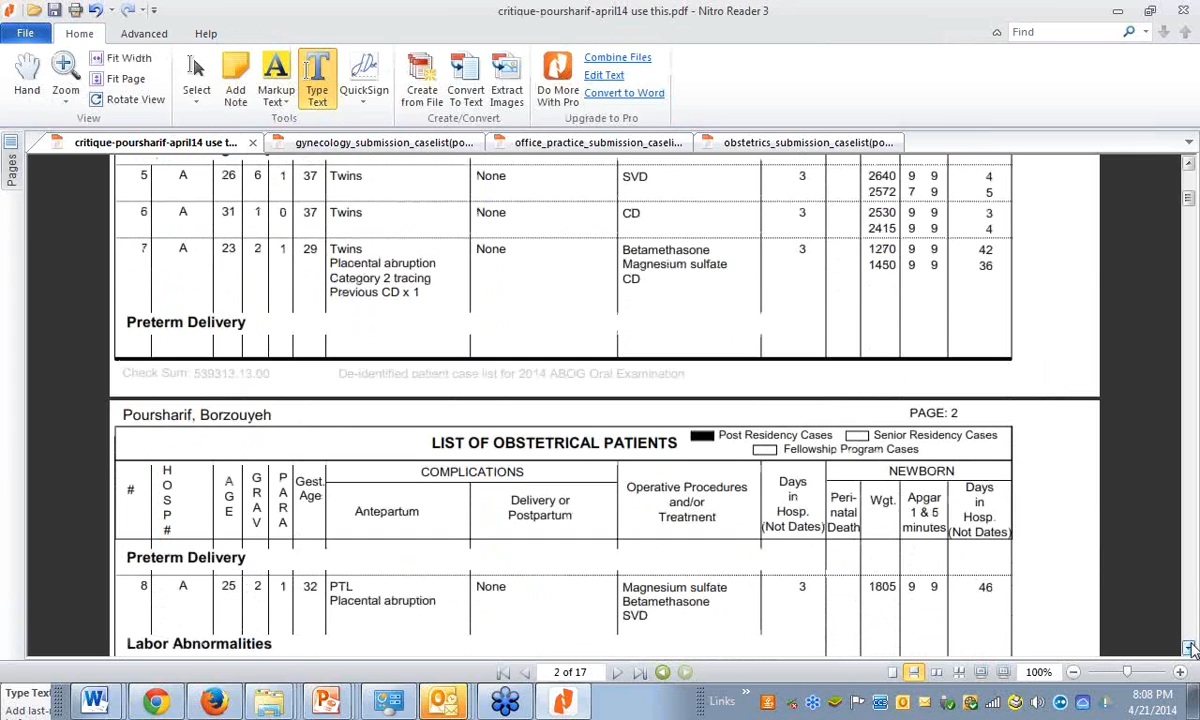 critique-poursharif-april14 use this.pdf - Nitro Reader 3
File Home Advanced Help
Find
Hand
Zoom
Fit Width
Fit Page
Rotate View
View
Select
Add Note
Markup Text
Type Text
QuickSign
Tools
Create from File
Convert To Text
Extract Images
Create/Convert
Do More With Pro
Combine Files
Edit Text
Convert to Word
Upgrade to Pro
critique-poursharif-april14 use t...
gynecology_submission_caselist(po...
office_practice_submission_caseli...
obstetrics_submission_caselist(po...
Pages
5 A 26 6 1 37 Twins None SVD 3 2640 9 9 4
2572 7 9 5
6 A 31 1 0 37 Twins None CD 3 2530 9 9 3
2415 9 9 4
7 A 23 2 1 29 Twins None Betamethasone 3 1270 9 9 42
Placental abruption Magnesium sulfate 1450 9 9 36
Category 2 tracing CD
Previous CD x 1
Preterm Delivery
Check Sum: 539313.13.00 De-identified patient case list for 2014 ABOG Oral Examination
Poursharif, Borzouyeh PAGE: 2
LIST OF OBSTETRICAL PATIENTS
Post Residency Cases Senior Residency Cases
Fellowship Program Cases
#
HOSP#
AGE
GRAV
PARA
Gest. Age
COMPLICATIONS
Antepartum
Delivery or Postpartum
Operative Procedures and/or Treatment
Days in Hosp. (Not Dates)
NEWBORN
Peri-natal Death
Wgt.
Apgar 1 & 5 minutes
Days in Hosp. (Not Dates)
Preterm Delivery
8 A 25 2 1 32 PTL None Magnesium sulfate 3 1805 9 9 46
Placental abruption Betamethasone
SVD
Labor Abnormalities
2 of 17
100%
Type Text
Add last-
Links
8:08 PM
4/21/2014